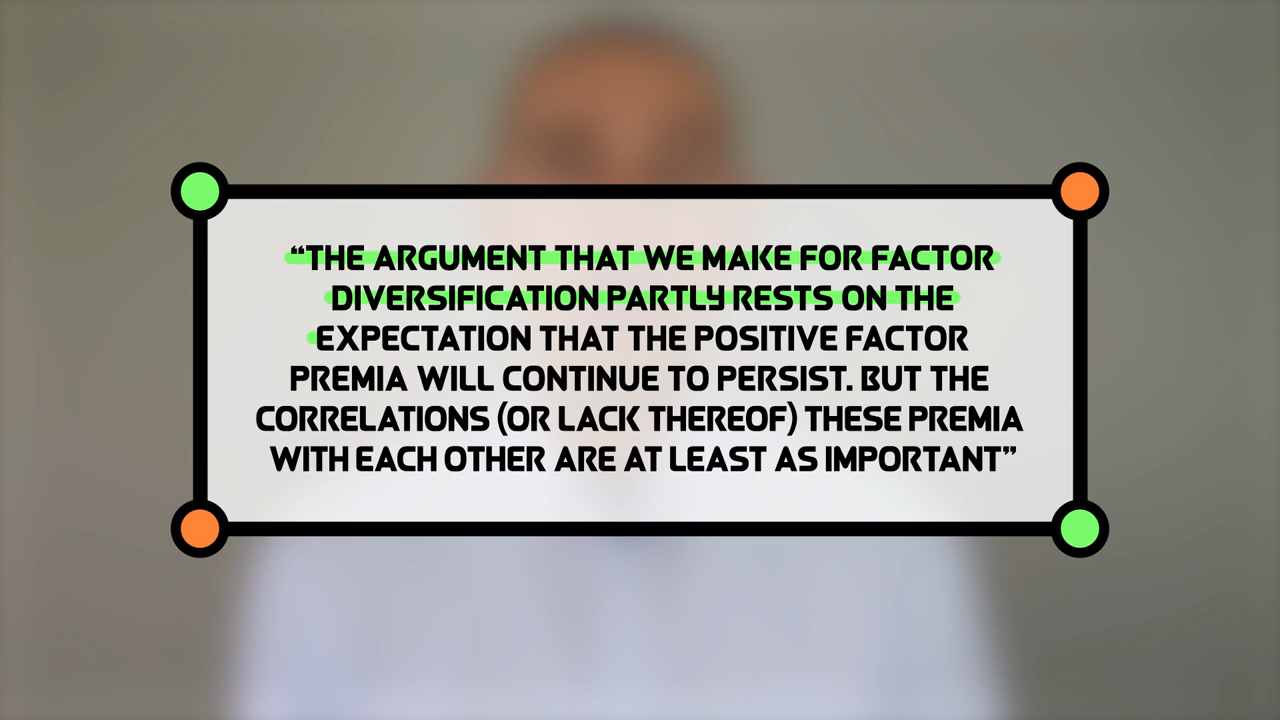 “THE ARGUMENT THAT WE MAKE FOR FACTOR
DIVERSIFICATION PARTLY RESTS ON THE
EXPECTATION THAT THE POSITIVE FACTOR
PREMIA WILL CONTINUE TO PERSIST. BUT THE
CORRELATIONS (OR LACK THEREOF) THESE PREMIA
WITH EACH OTHER ARE AT LEAST AS IMPORTANT”